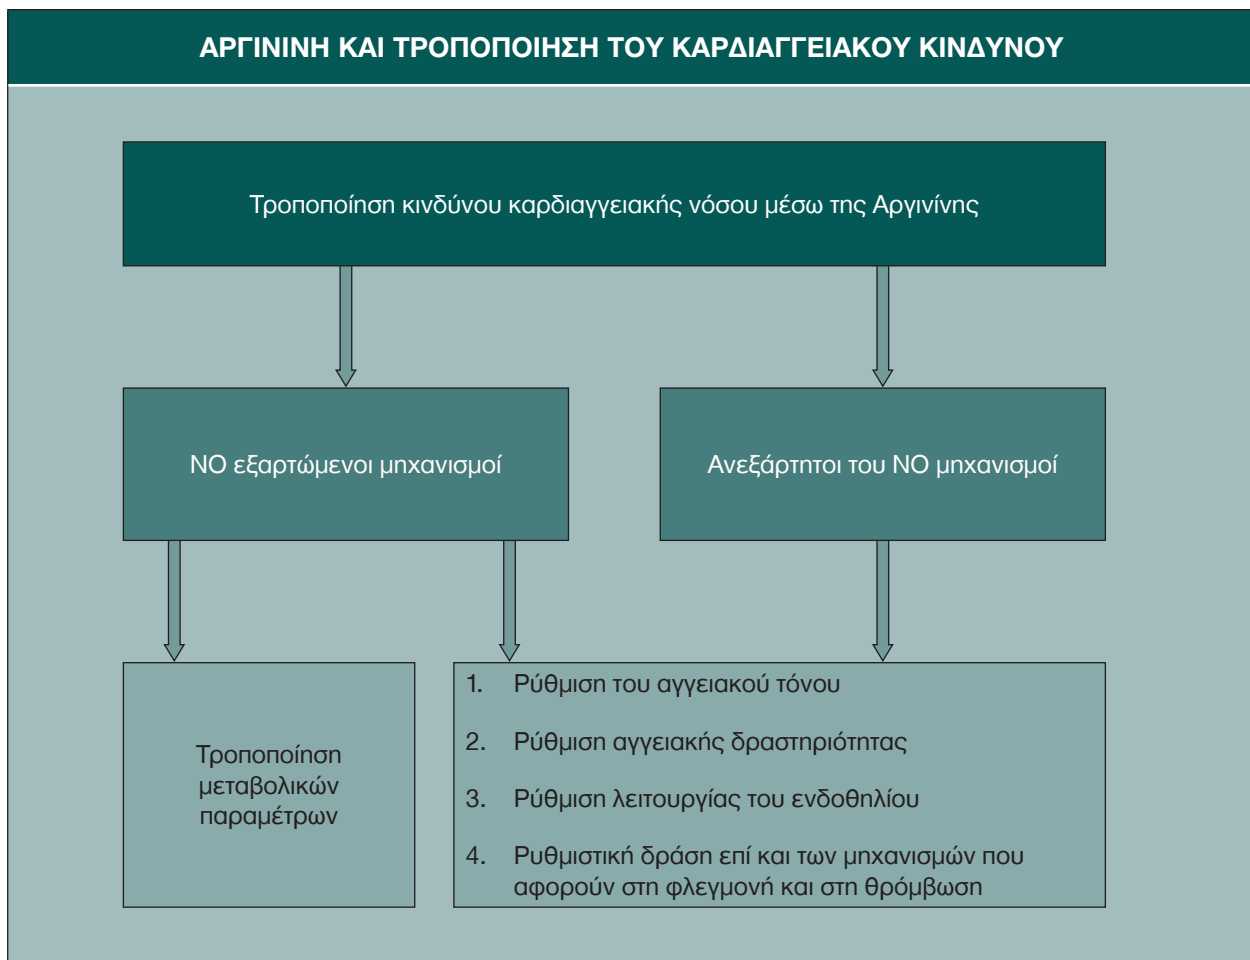 ΑΡΓΙΝΙΝΗ ΚΑΙ ΤΡΟΠΟΠΟΙΗΣΗ ΤΟΥ ΚΑΡΔΙΑΓΓΕΙΑΚΟΥ ΚΙΝΔΥΝΟΥ
Τροποποίηση κινδύνου καρδιαγγειακής νόσου μέσω της Αργινίνης
ΝΟ εξαρτώμενοι μηχανισμοί
Ανεξάρτητοι του ΝΟ μηχανισμοί
Τροποποίηση
μεταβολικών
παραμέτρων
1. Ρύθμιση του αγγειακού τόνου
2. Ρύθμιση αγγειακής δραστηριότητας
3. Ρύθμιση λειτουργίας του ενδοθηλίου
4. Ρυθμιστική δράση επί και των μηχανισμών που
αφορούν στη φλεγμονή και στη θρόμβωση